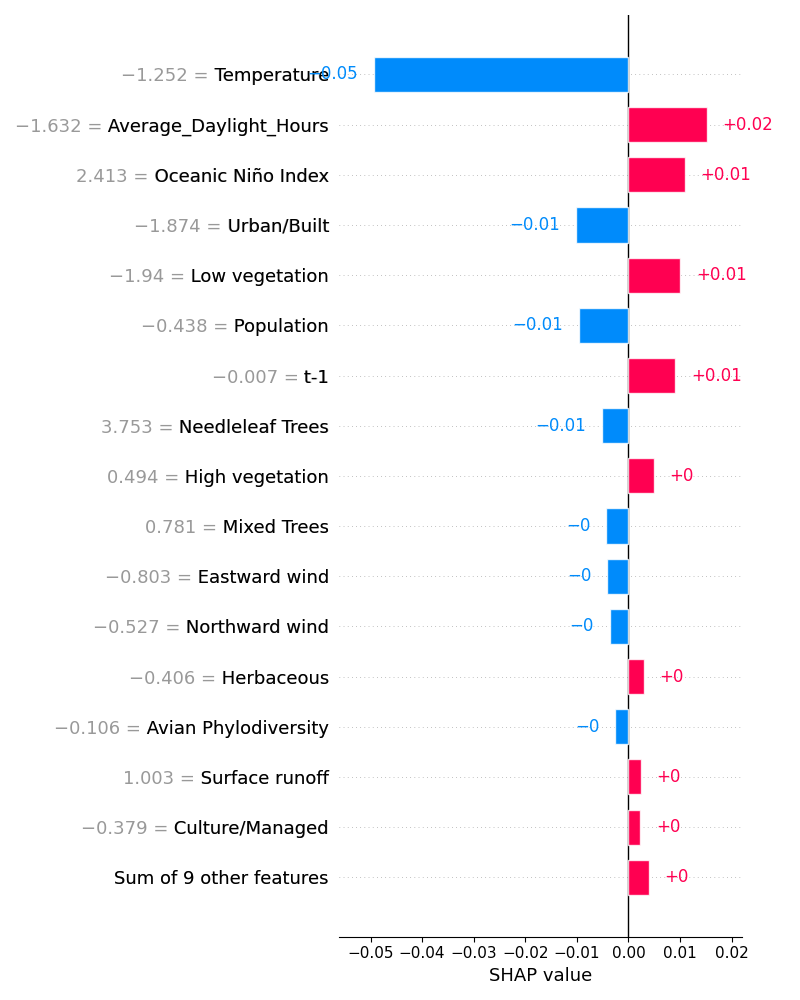 −1.252 = Temperature −0.05
−1.632 = Average_Daylight_Hours +0.02
2.413 = Oceanic Niño Index +0.01
−1.874 = Urban/Built −0.01
−1.94 = Low vegetation +0.01
−0.438 = Population −0.01
−0.007 = t-1 +0.01
3.753 = Needleleaf Trees −0.01
0.494 = High vegetation +0
0.781 = Mixed Trees −0
−0.803 = Eastward wind −0
−0.527 = Northward wind −0
−0.406 = Herbaceous +0
−0.106 = Avian Phylodiversity −0
1.003 = Surface runoff +0
−0.379 = Culture/Managed +0
Sum of 9 other features +0
−0.05 −0.04 −0.03 −0.02 −0.01 0.00 0.01 0.02
SHAP value